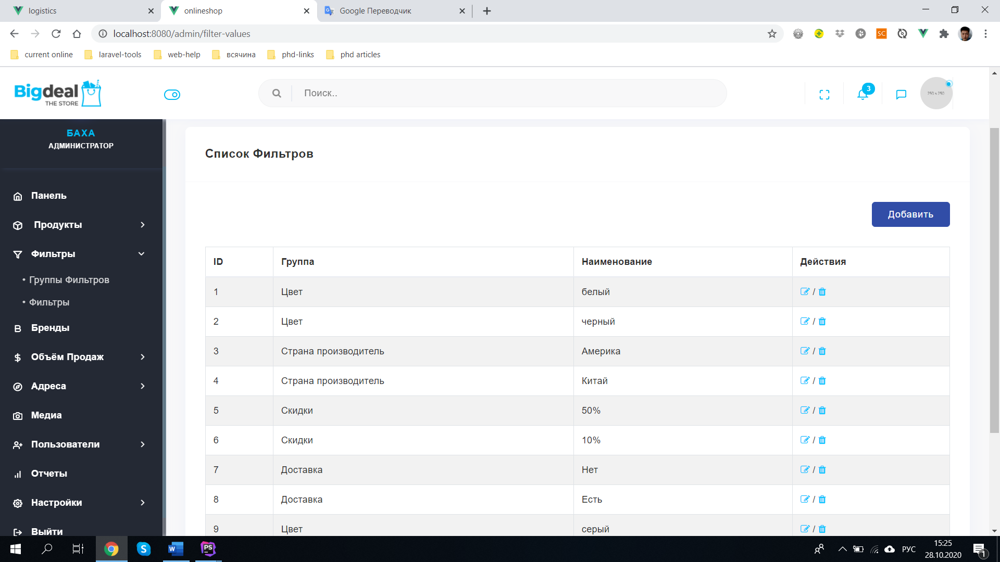 logistics
onlineshop
Google Переводчик
localhost:8080/admin/filter-values
SC
current online
laravel-tools
web-help
всячина
phd-links
phd articles
Bigdeal
THE STORE
Поиск..
3
250 x 250
БАХА
АДМИНИСТРАТОР
Панель
Продукты
Фильтры
• Группы Фильтров
• Фильтры
Бренды
Объём Продаж
Адреса
Медиа
Пользователи
Отчеты
Настройки
Выйти
Список Фильтров
Добавить
ID Группа Наименование Действия
1 Цвет белый /
2 Цвет черный /
3 Страна производитель Америка /
4 Страна производитель Китай /
5 Скидки 50% /
6 Скидки 10% /
7 Доставка Нет /
8 Доставка Есть /
9 Цвет серый /
РУС
15:25
28.10.2020
1